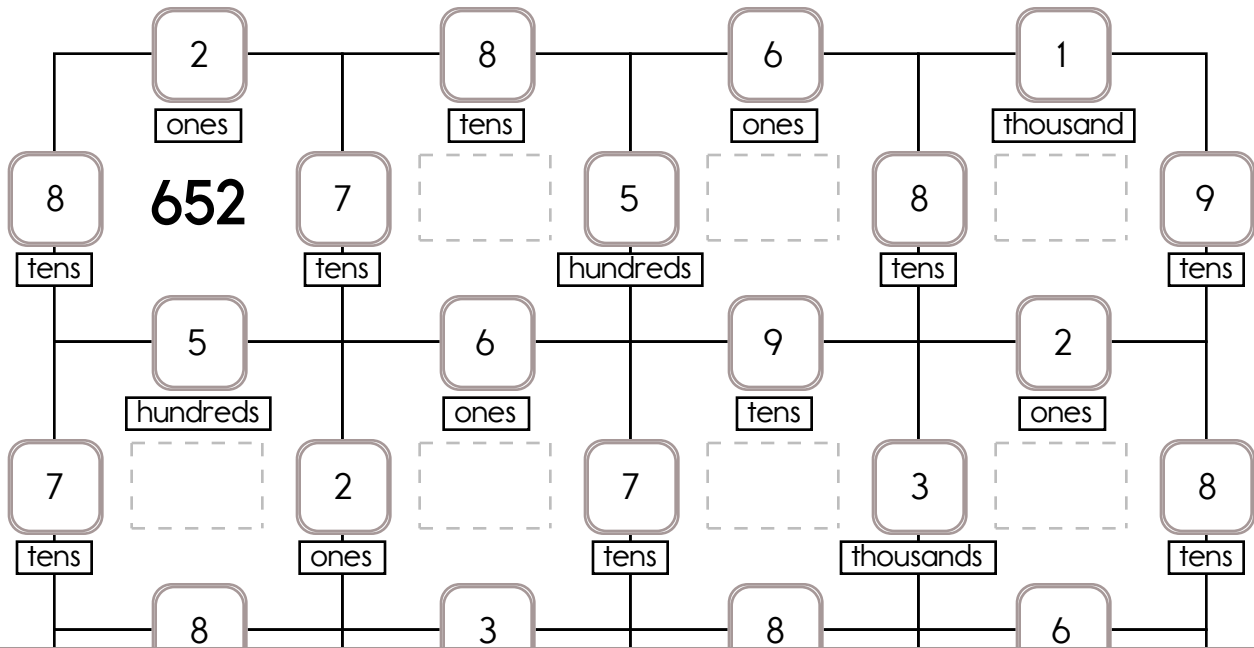 2 8 6 1
ones tens ones thousand
8 652 7 5 8 9
tens tens hundreds tens tens
5 6 9 2
hundreds ones tens ones
7 2 7 3 8
tens ones tens thousands tens
8 3 8 6